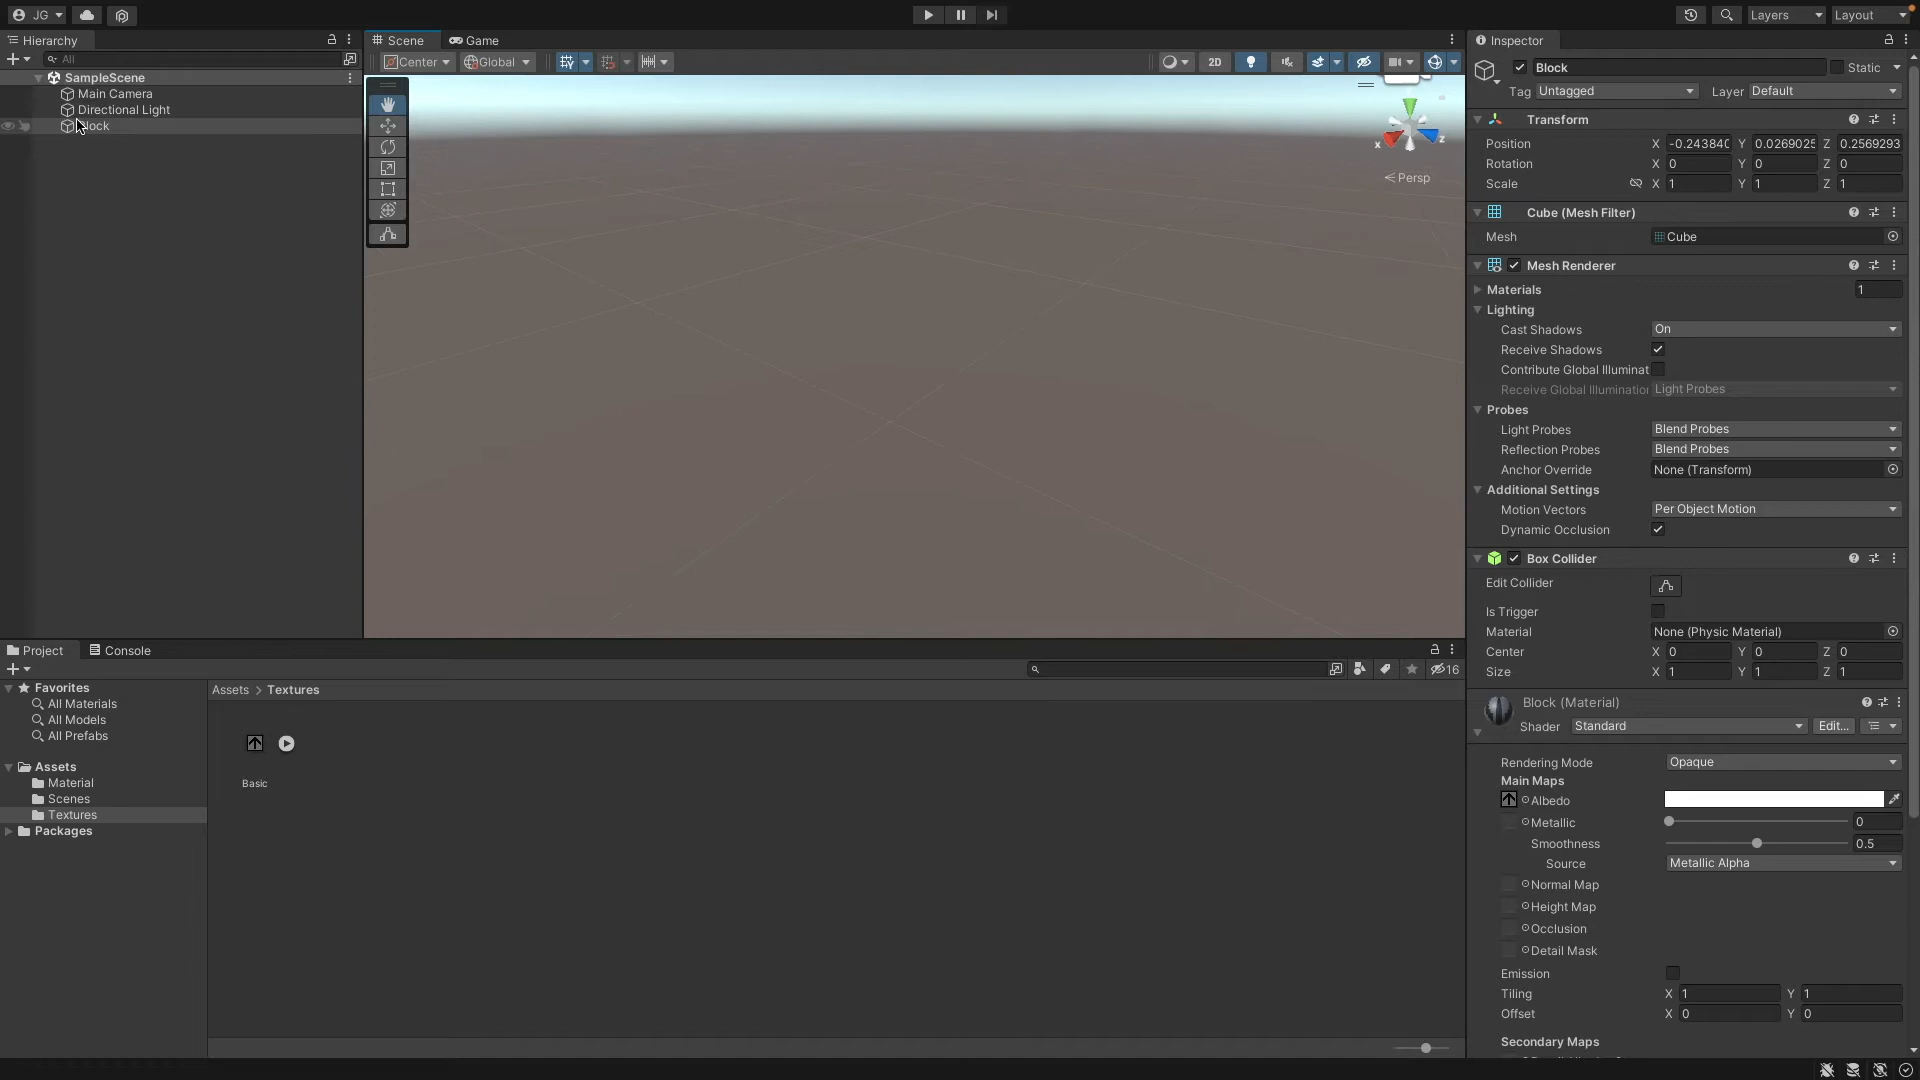 JG
Layers
Layout
Hierarchy
Scene
Game
Inspector
All
Center
Global
2D
Block
Static
SampleScene
Main Camera
Directional Light
lock
Tag Untagged
Layer Default
Transform
Position X -0.243840 Y 0.0269025 Z 0.2569293
Rotation X 0 Y 0 Z 0
Scale X 1 Y 1 Z 1
x
z
Persp
Cube (Mesh Filter)
Mesh Cube
Mesh Renderer
Materials 1
Lighting
Cast Shadows On
Receive Shadows
Contribute Global Illuminat
Receive Global Illumination Light Probes
Probes
Light Probes Blend Probes
Reflection Probes Blend Probes
Anchor Override None (Transform)
Additional Settings
Motion Vectors Per Object Motion
Dynamic Occlusion
Box Collider
Edit Collider
Is Trigger
Material None (Physic Material)
Center X 0 Y 0 Z 0
Size X 1 Y 1 Z 1
Block (Material)
Shader Standard Edit...
Rendering Mode Opaque
Main Maps
Albedo
Metallic 0
Smoothness 0.5
Source Metallic Alpha
Normal Map
Height Map
Occlusion
Detail Mask
Emission
Tiling X 1 Y 1
Offset X 0 Y 0
Secondary Maps
Project
Console
16
Favorites
All Materials
All Models
All Prefabs
Assets
Material
Scenes
Textures
Packages
Assets > Textures
Basic